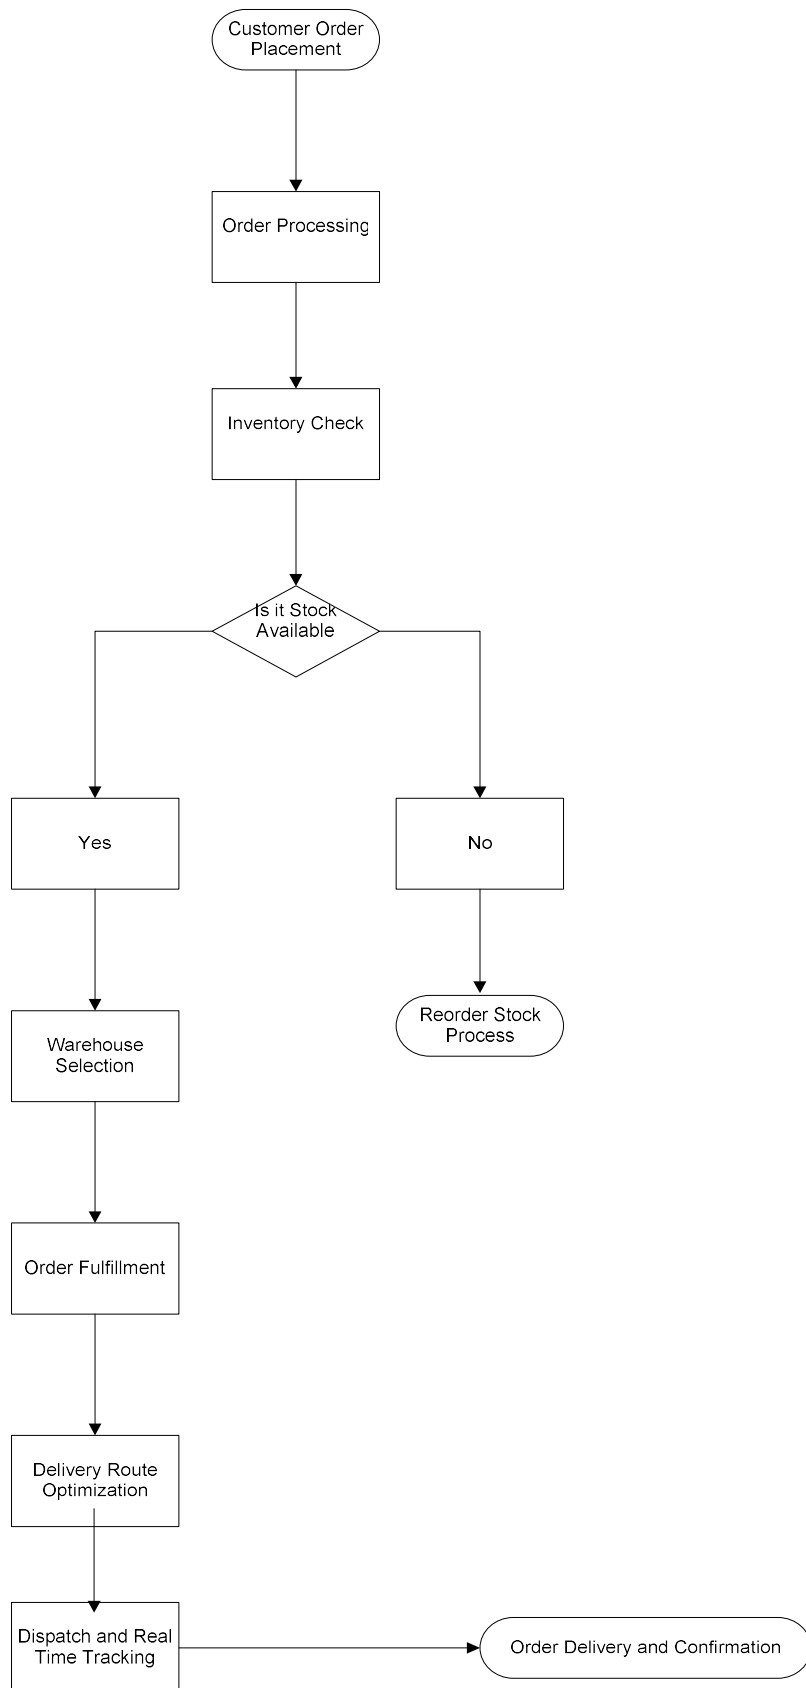 Customer Order
Placement
Order Processing
Inventory Check
Is it Stock
Available
Yes
No
Warehouse
Selection
Reorder Stock
Process
Order Fulfillment
Delivery Route
Optimization
Dispatch and Real
Time Tracking
Order Delivery and Confirmation